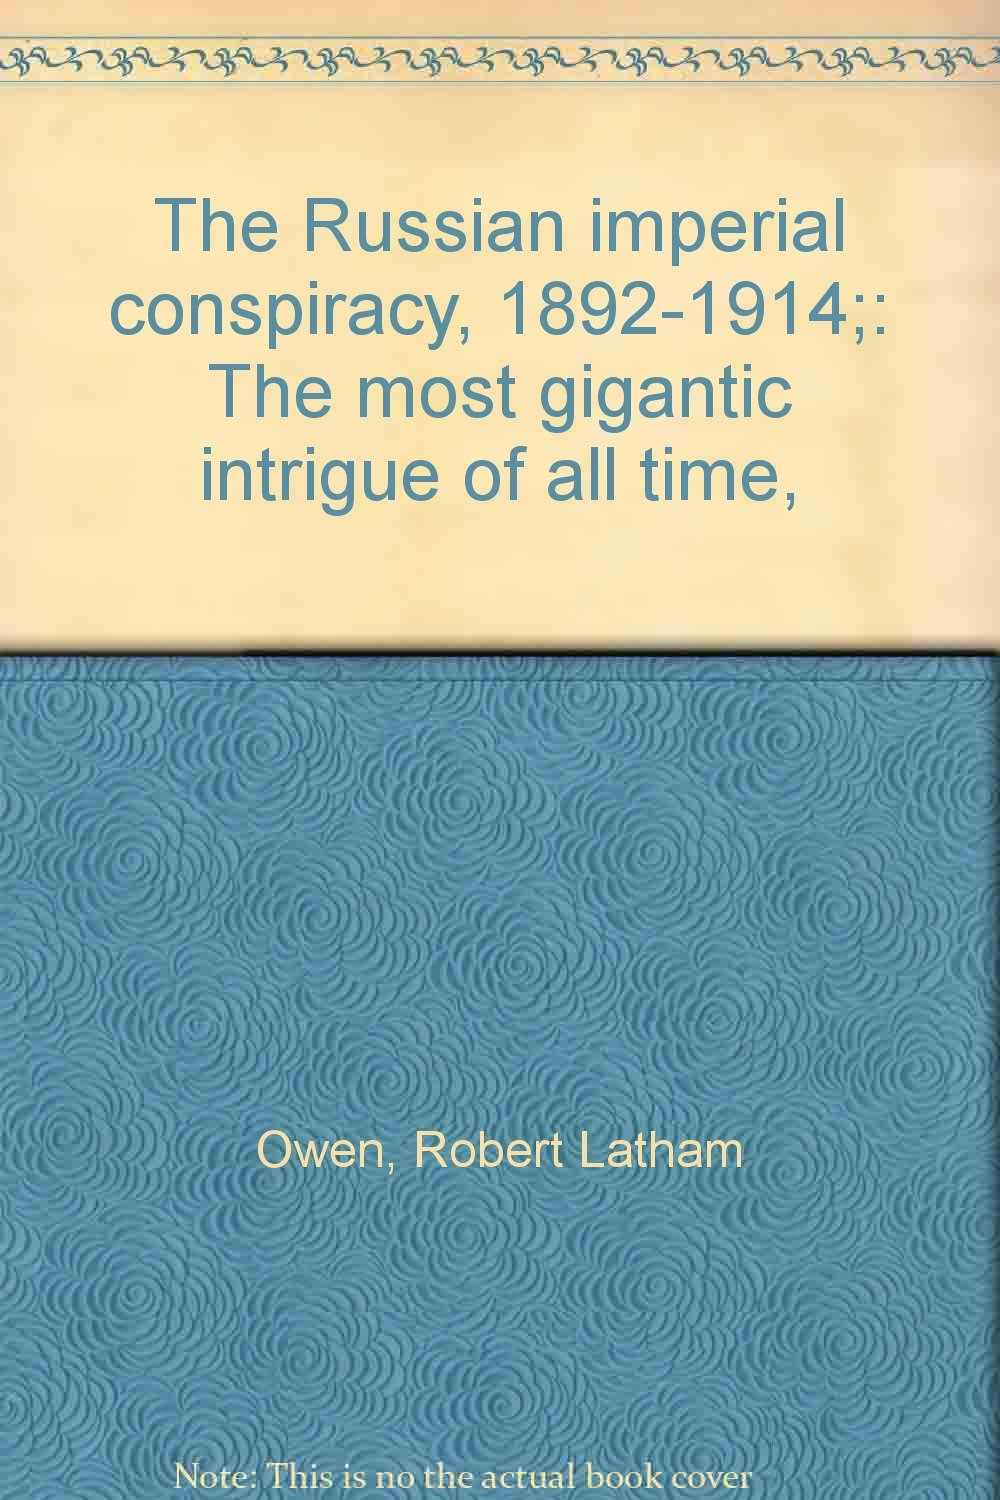 The Russian imperial
conspiracy, 1892-1914;:
The most gigantic
intrigue of all time,
Owen, Robert Latham
Note: This is no the actual book cover